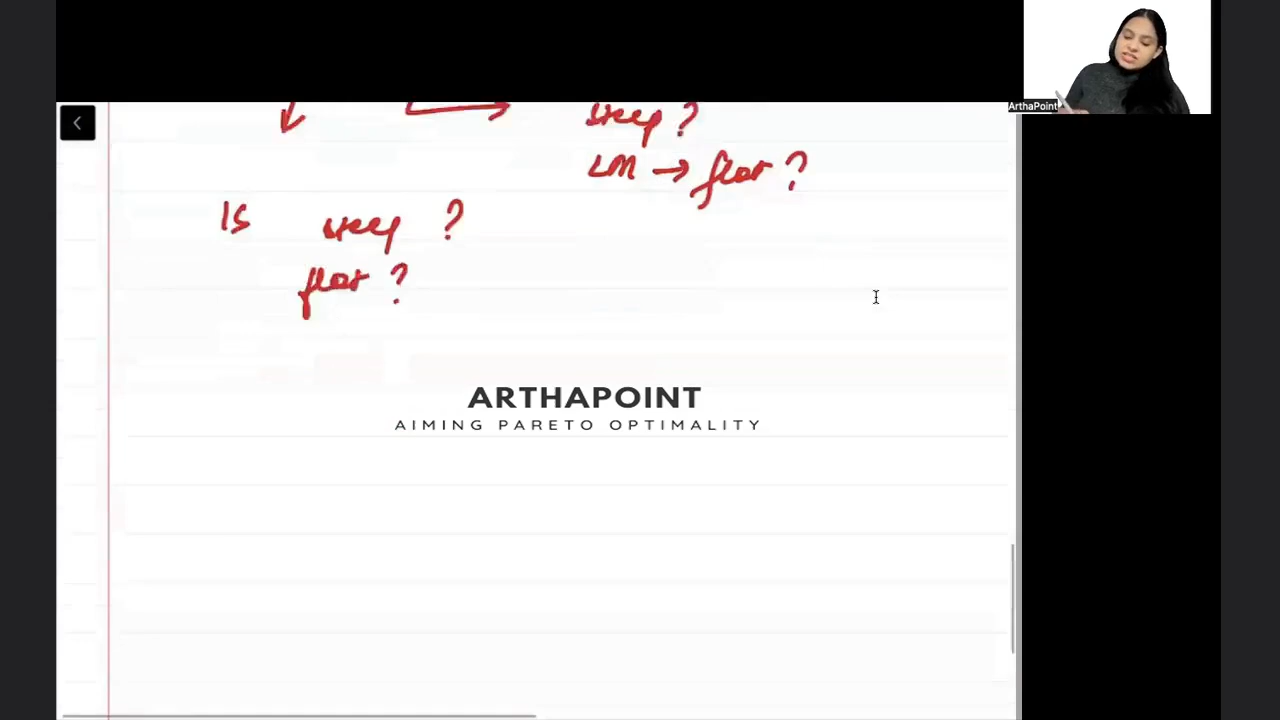 steep ?
LM → flat ?
IS steep ?
flat ?
ARTHAPOINT
AIMING PARETO OPTIMALITY
ArthaPoint